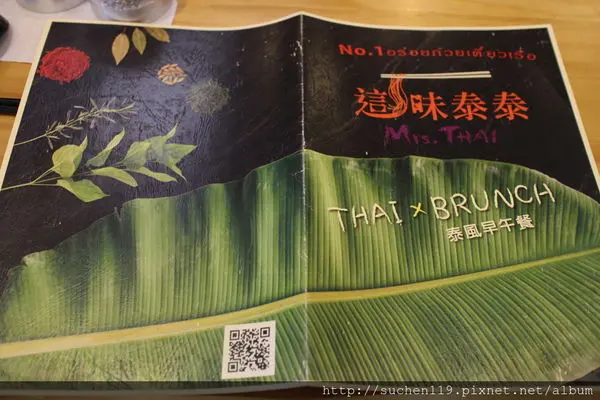 No.1อร่อยก๋วยเตี๋ยวเรือ
這味泰泰
Mrs. THAI
THAI x BRUNCH
泰風早午餐
http://suchen119.pixnet.net/album